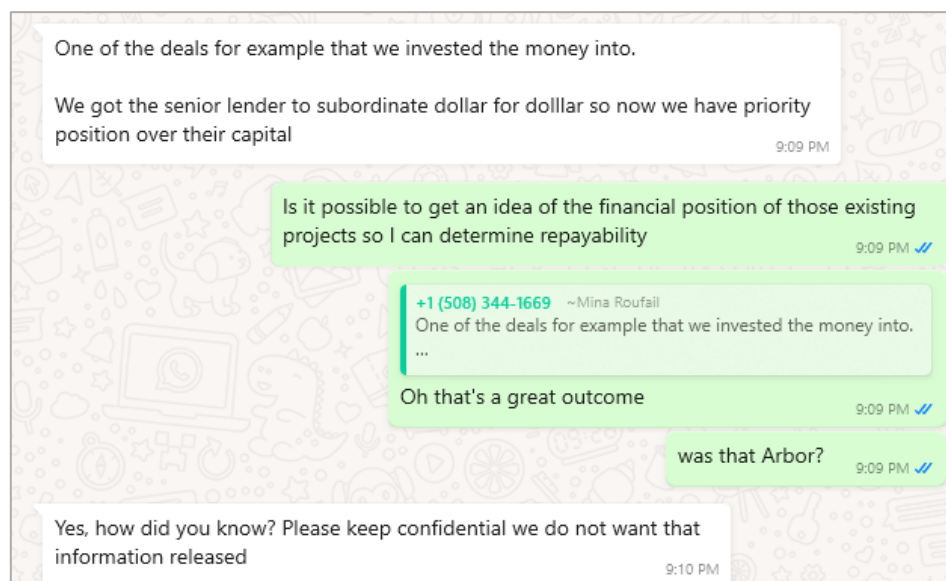 One of the deals for example that we invested the money into.
We got the senior lender to subordinate dollar for dolllar so now we have priority
position over their capital
9:09 PM
Is it possible to get an idea of the financial position of those existing
projects so I can determine repayability
9:09 PM
+1 (508) 344-1669 ~Mina Roufail
One of the deals for example that we invested the money into.
...
Oh that's a great outcome
9:09 PM
was that Arbor?
9:09 PM
Yes, how did you know? Please keep confidential we do not want that
information released
9:10 PM